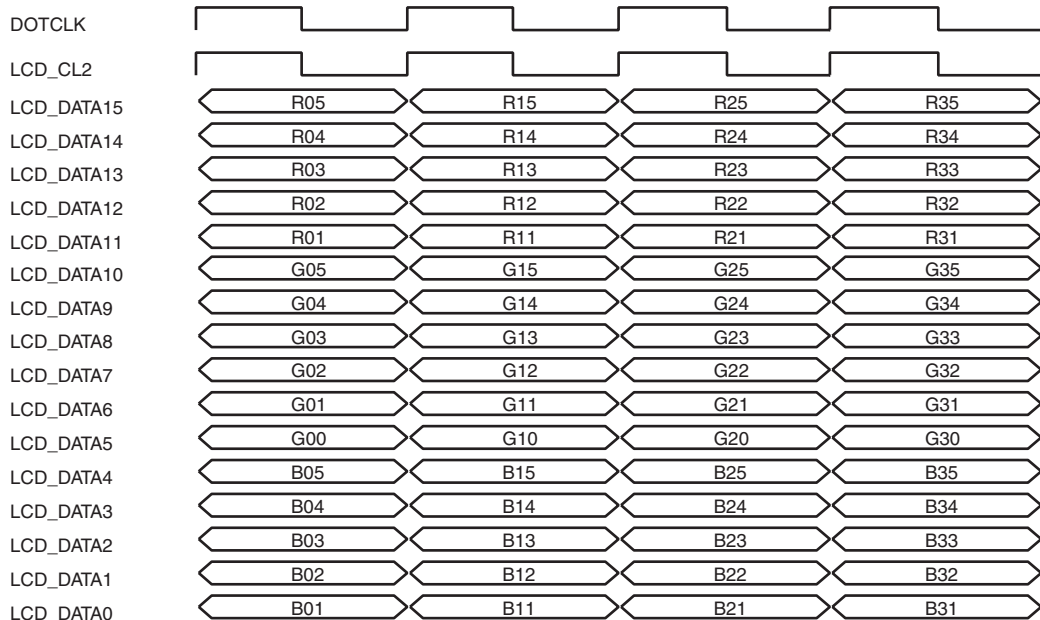 DOTCLK
LCD_CL2
LCD_DATA15 R05 R15 R25 R35
LCD_DATA14 R04 R14 R24 R34
LCD_DATA13 R03 R13 R23 R33
LCD_DATA12 R02 R12 R22 R32
LCD_DATA11 R01 R11 R21 R31
LCD_DATA10 G05 G15 G25 G35
LCD_DATA9 G04 G14 G24 G34
LCD_DATA8 G03 G13 G23 G33
LCD_DATA7 G02 G12 G22 G32
LCD_DATA6 G01 G11 G21 G31
LCD_DATA5 G00 G10 G20 G30
LCD_DATA4 B05 B15 B25 B35
LCD_DATA3 B04 B14 B24 B34
LCD_DATA2 B03 B13 B23 B33
LCD_DATA1 B02 B12 B22 B32
LCD_DATA0 B01 B11 B21 B31